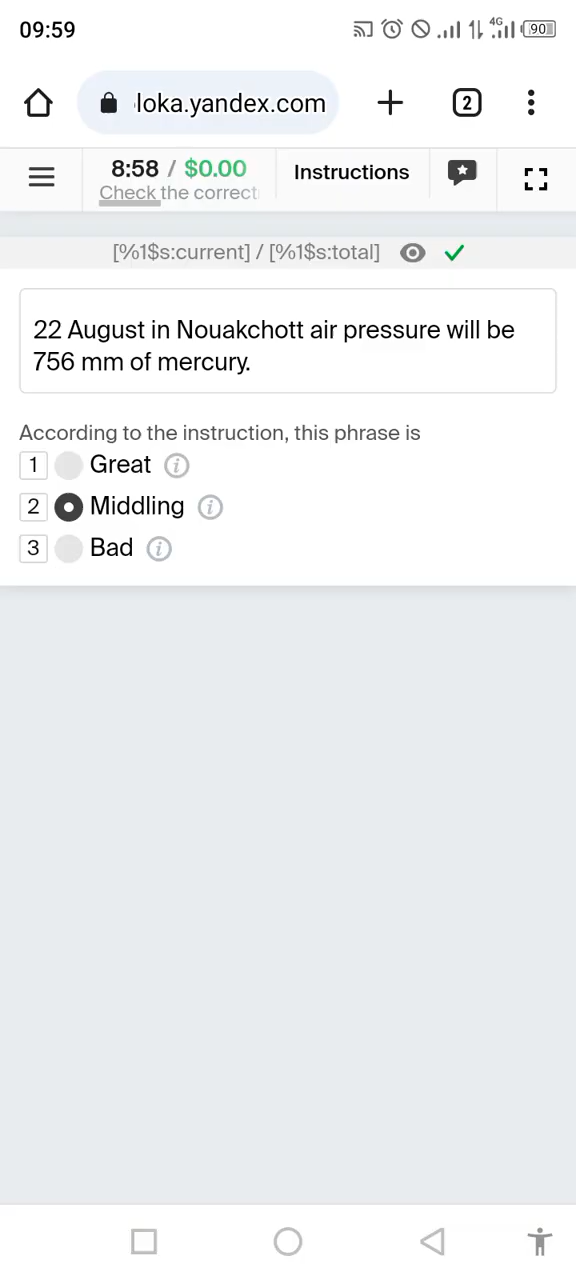 09:59
4G
90
loka.yandex.com
2
8:58 / $0.00
Instructions
Check the correct
[%1$s:current] / [%1$s:total]
22 August in Nouakchott air pressure will be
756 mm of mercury.
According to the instruction, this phrase is
1 Great i
2 Middling i
3 Bad i